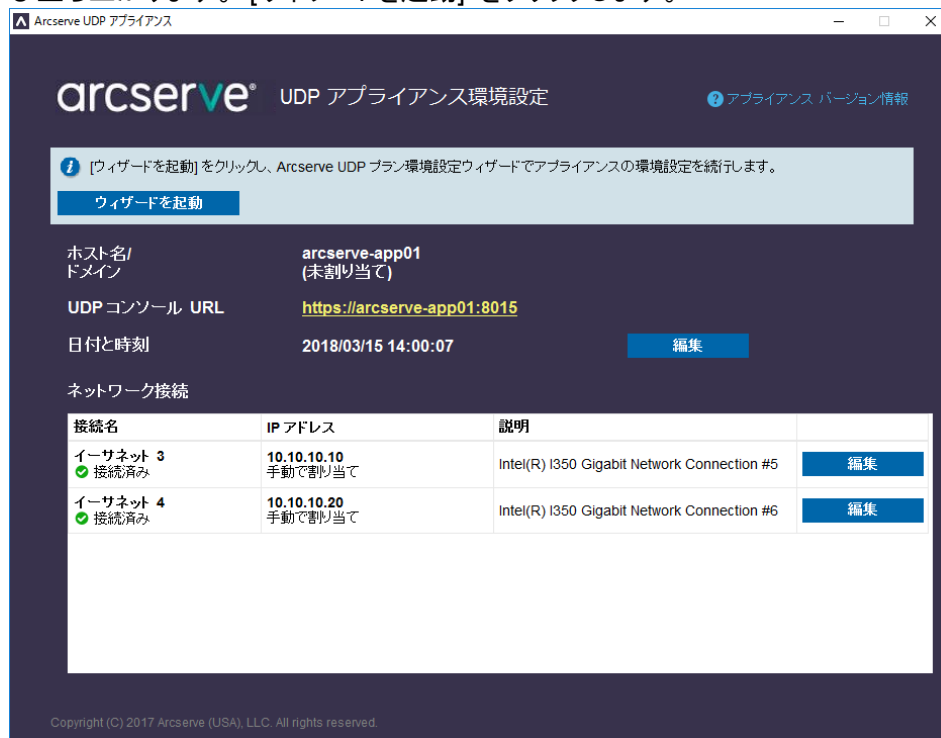 Arcserve UDP アプライアンス
arcserve® UDP アプライアンス環境設定
アプライアンス バージョン情報
[ウィザードを起動] をクリックし、Arcserve UDP プラン環境設定ウィザードでアプライアンスの環境設定を続行します。
ウィザードを起動
ホスト名/
ドメイン
arcserve-app01
(未割り当て)
UDP コンソール URL
https://arcserve-app01:8015
日付と時刻
2018/03/15 14:00:07
編集
ネットワーク接続
接続名 IP アドレス 説明
イーサネット 3
接続済み
10.10.10.10
手動で割り当て
Intel(R) I350 Gigabit Network Connection #5
編集
イーサネット 4
接続済み
10.10.10.20
手動で割り当て
Intel(R) I350 Gigabit Network Connection #6
編集
Copyright (C) 2017 Arcserve (USA), LLC. All rights reserved.